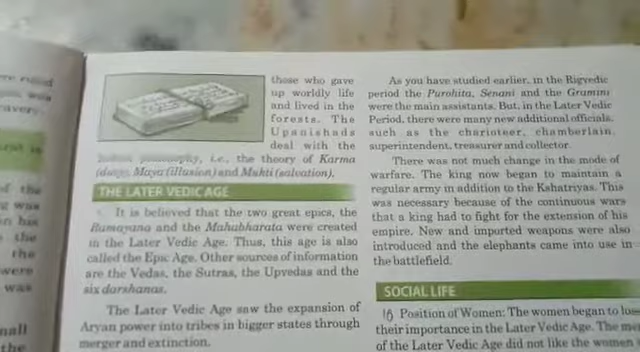 those who gave
up worldly life
and lived in the
forests. The
Upanishads
deal with the
philosophy, i.e., the theory of Karma
(deeds), Maya (illusion) and Mukti (salvation).
THE LATER VEDIC AGE
It is believed that the two great epics, the
Ramayana and the Mahabharata were created
in the Later Vedic Age. Thus, this age is also
called the Epic Age. Other sources of information
are the Vedas, the Sutras, the Upvedas and the
six darshanas.
The Later Vedic Age saw the expansion of
Aryan power into tribes in bigger states through
merger and extinction.
As you have studied earlier, in the Rigvedic
period the Purohita, Senani and the Gramini
were the main assistants. But, in the Later Vedic
Period, there were many new additional officials,
such as the charioteer, chamberlain,
superintendent, treasurer and collector.
There was not much change in the mode of
warfare. The king now began to maintain a
regular army in addition to the Kshatriyas. This
was necessary because of the continuous wars
that a king had to fight for the extension of his
empire. New and imported weapons were also
introduced and the elephants came into use in
the battlefield.
SOCIAL LIFE
Position of Women: The women began to lose
their importance in the Later Vedic Age. The
of the Later Vedic Age did not like the women